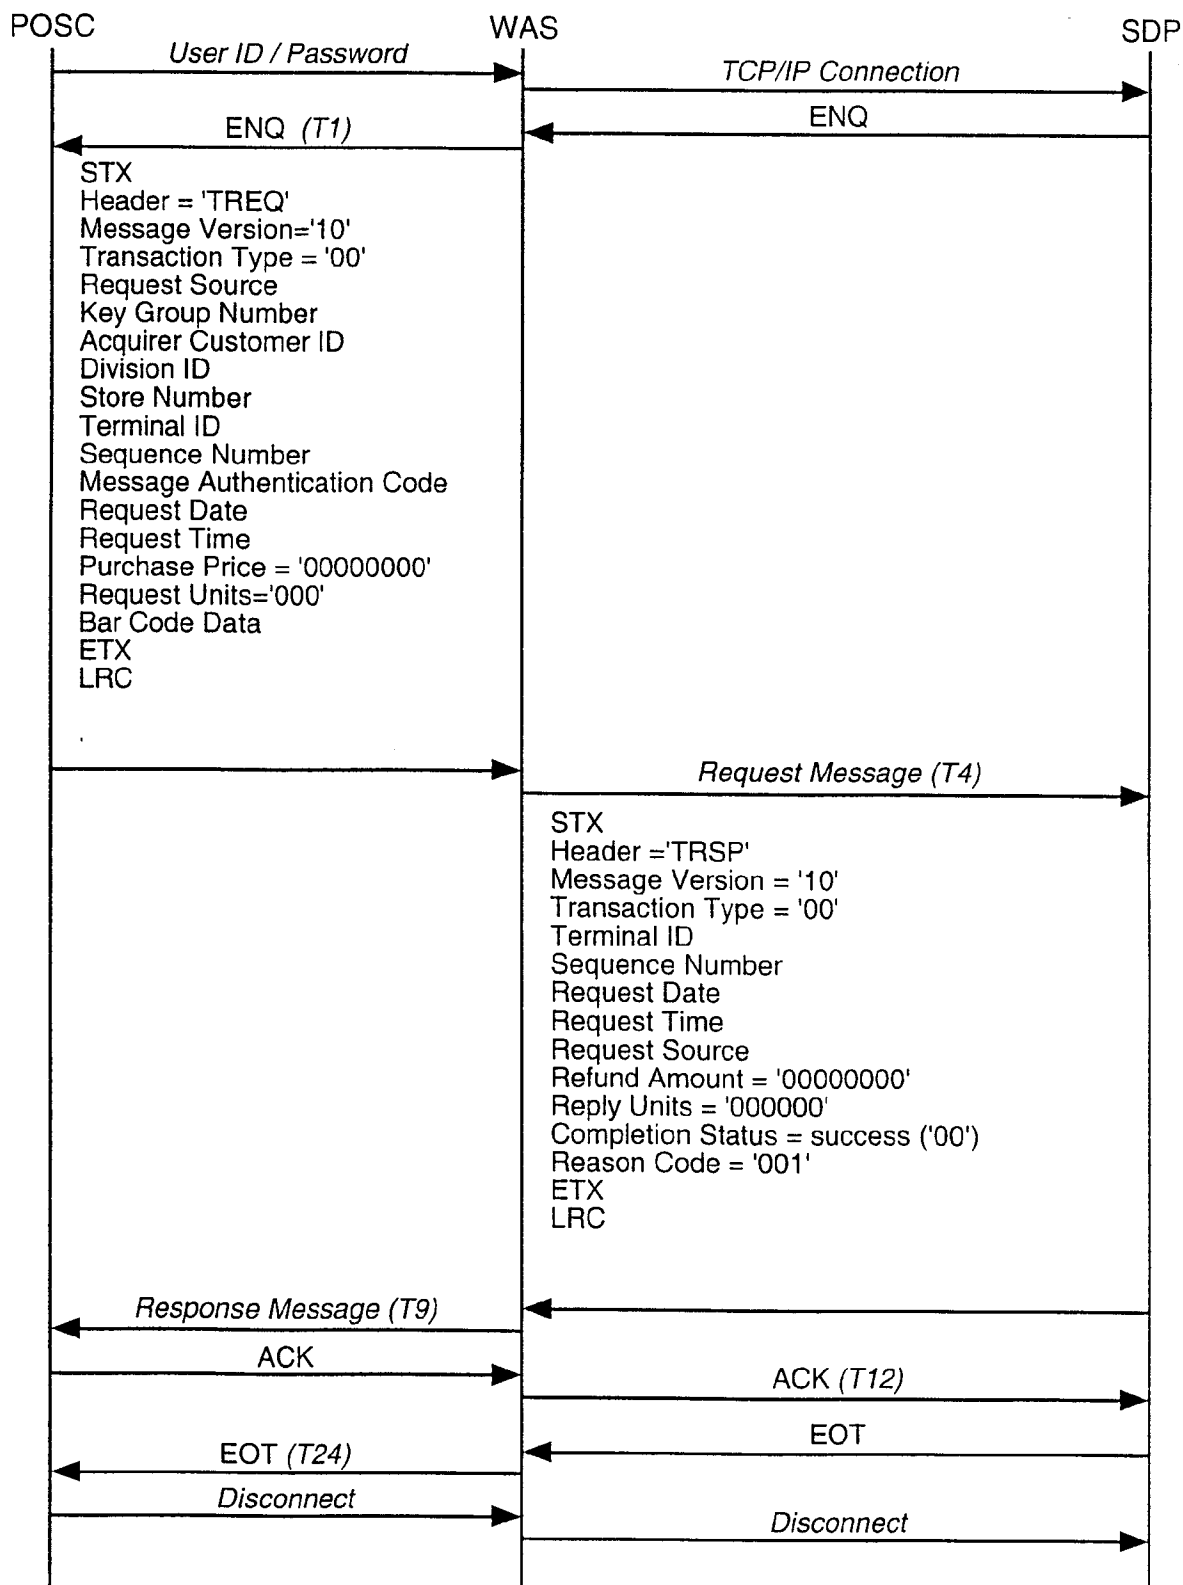 POSC WAS SDP
User ID / Password
TCP/IP Connection
ENQ
ENQ (T1)
STX
Header = 'TREQ'
Message Version='10'
Transaction Type = '00'
Request Source
Key Group Number
Acquirer Customer ID
Division ID
Store Number
Terminal ID
Sequence Number
Message Authentication Code
Request Date
Request Time
Purchase Price = '00000000'
Request Units='000'
Bar Code Data
ETX
LRC
Request Message (T4)
STX
Header ='TRSP'
Message Version = '10'
Transaction Type = '00'
Terminal ID
Sequence Number
Request Date
Request Time
Request Source
Refund Amount = '00000000'
Reply Units = '000000'
Completion Status = success ('00')
Reason Code = '001'
ETX
LRC
Response Message (T9)
ACK
ACK (T12)
EOT
EOT (T24)
Disconnect
Disconnect